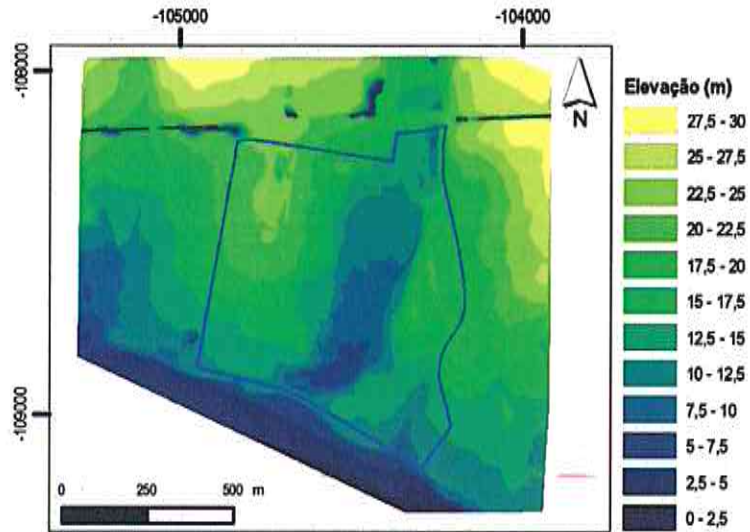 -105000
-104000
-108000
-109000
N
Elevação (m)
27,5 - 30
25 - 27,5
22,5 - 25
20 - 22,5
17,5 - 20
15 - 17,5
12,5 - 15
10 - 12,5
7,5 - 10
5 - 7,5
2,5 - 5
0 - 2,5
0 250 500 m